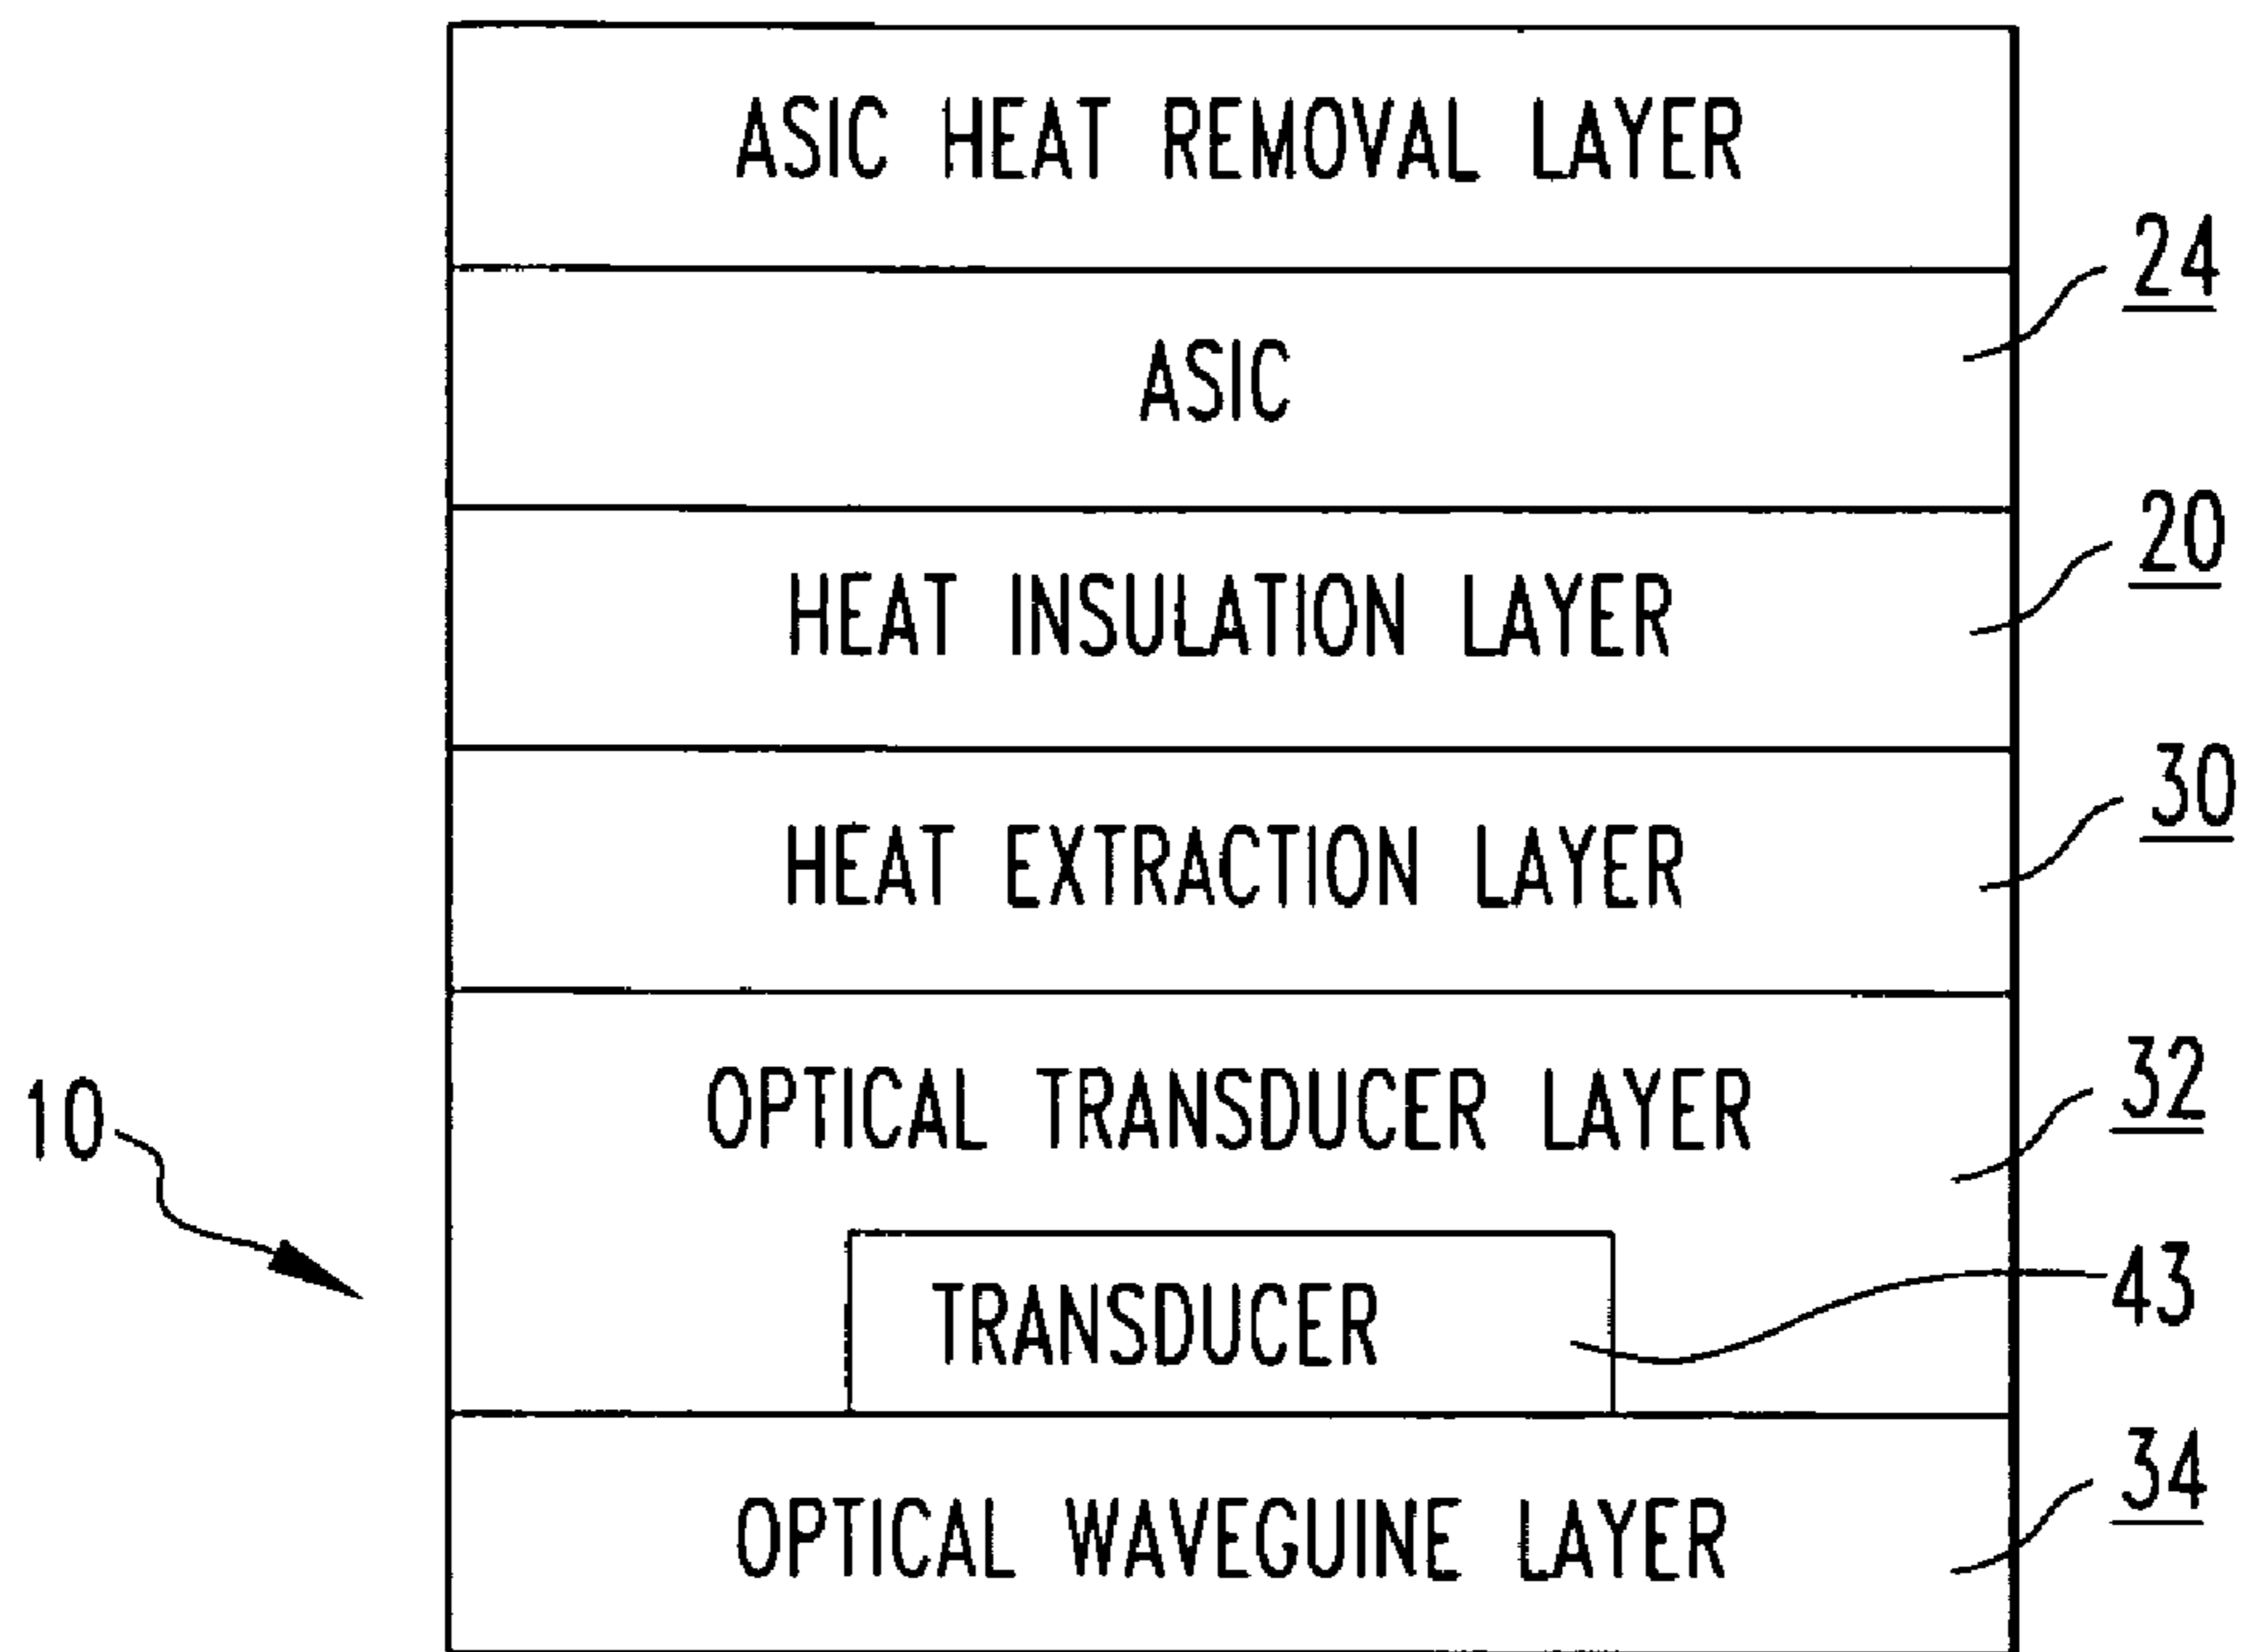 ASIC HEAT REMOVAL LAYER
24
ASIC
20
HEAT INSULATION LAYER
30
HEAT EXTRACTION LAYER
32
OPTICAL TRANSDUCER LAYER
10
43
TRANSDUCER
34
OPTICAL WAVEGUINE LAYER